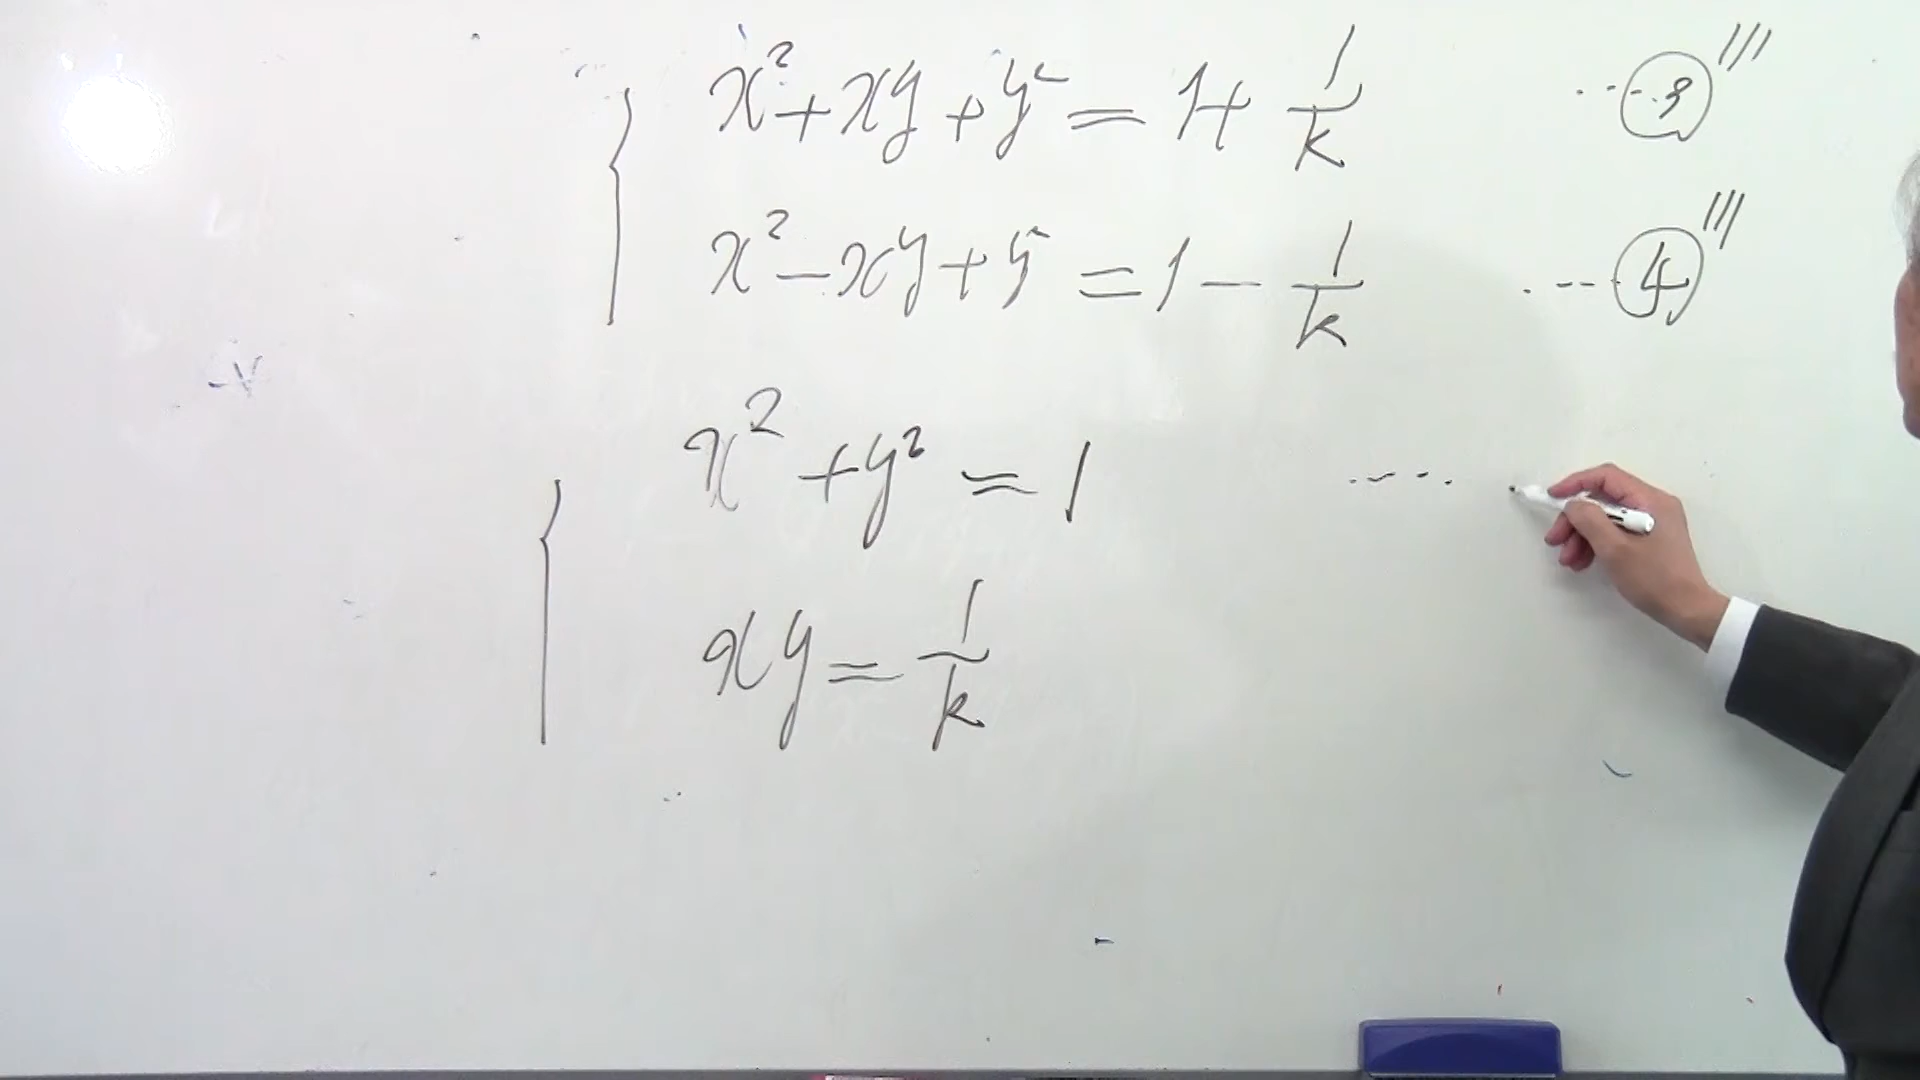 x² + xy + y² = 1 + 1/k ---- ③'''
x² - xy + y² = 1 - 1/k ---- ④'''
x² + y² = 1 ----
xy = 1/k